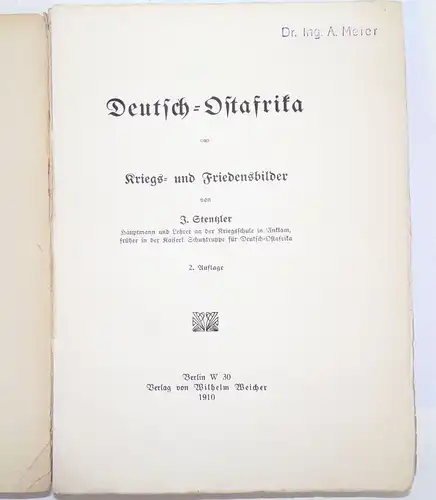 Dr. Ing. A. Meier
Deutsch=Ostafrika
Kriegs= und Friedensbilder
von
J. Stentzler
Hauptmann und Lehrer an der Kriegsschule in Anklam,
früher in der Kaiserl. Schutztruppe für Deutsch=Ostafrika
2. Auflage
Berlin W 30
Verlag von Wilhelm Weicher
1910